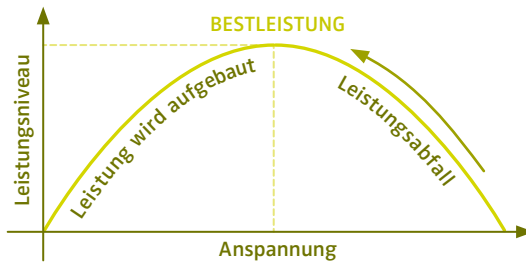 BESTLEISTUNG
Leistungsniveau
Leistung wird aufgebaut
Leistungsabfall
Anspannung